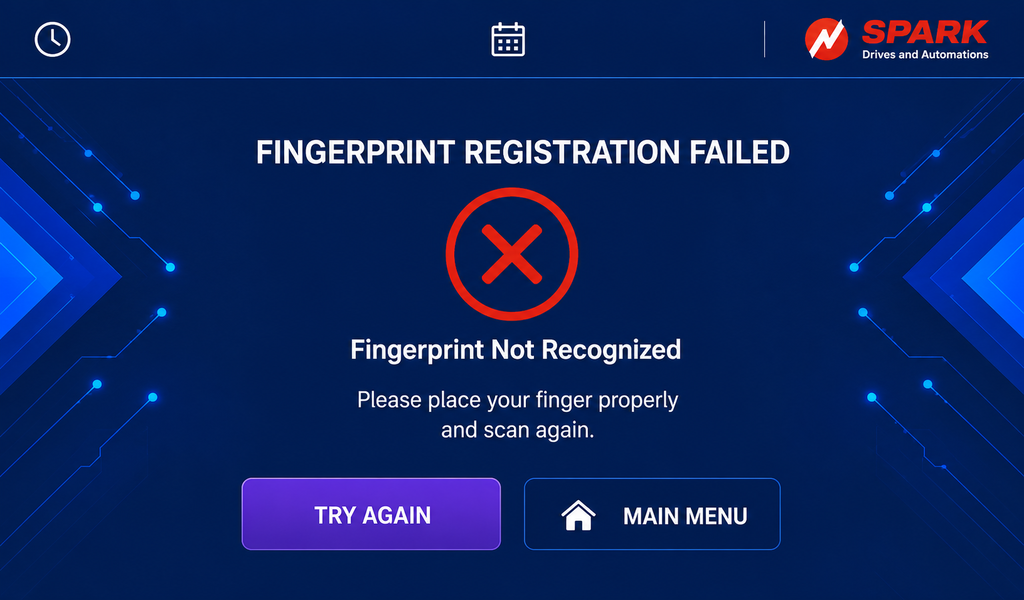 SPARK
Drives and Automations
FINGERPRINT REGISTRATION FAILED
Fingerprint Not Recognized
Please place your finger properly
and scan again.
TRY AGAIN
MAIN MENU